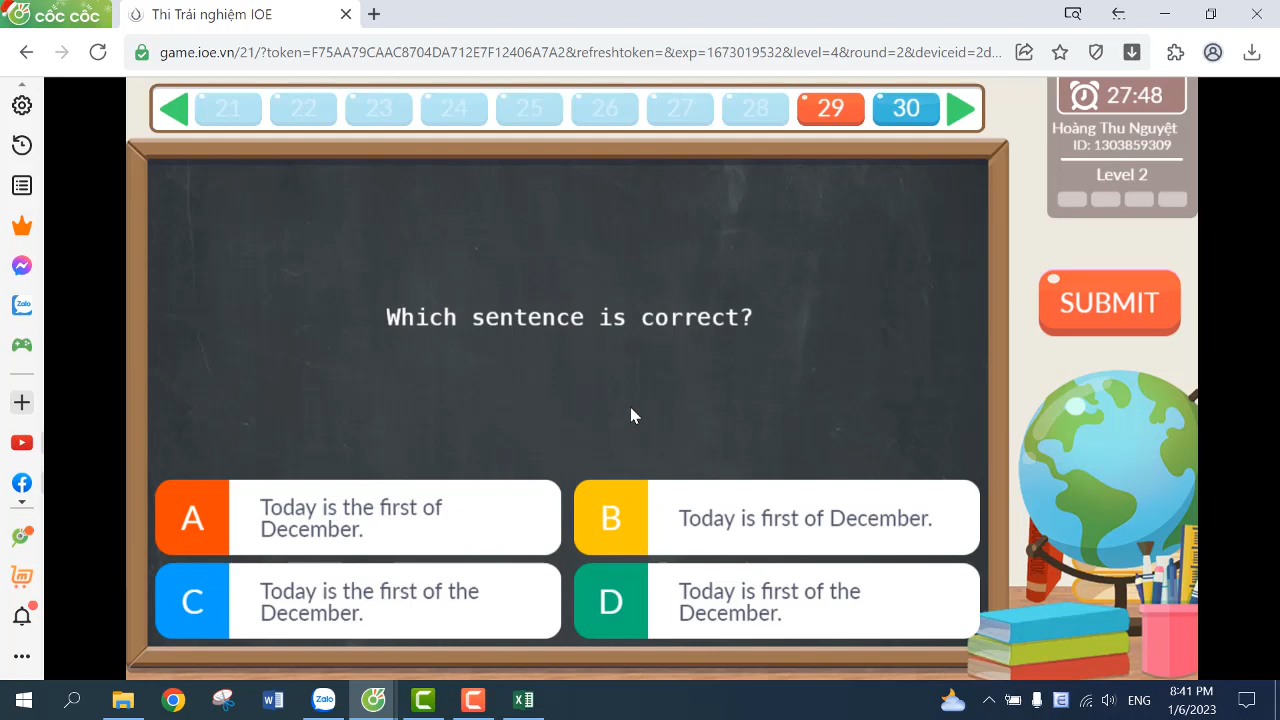 cốc cốc
Thi Trải nghiệm IOE
game.ioe.vn/21/?token=F75AA79CAAC8704DA712E7F12406A7A2&refreshtoken=&exp=1673019532&level=4&round=2&deviceid=2d...
21 22 23 24 25 26 27 28 29 30
27:48
Hoàng Thu Nguyệt
ID: 1303859309
Level 2
Which sentence is correct?
SUBMIT
A
Today is the first of
December.
B
Today is first of December.
C
Today is the first of the
December.
D
Today is first of the
December.
Zalo
Zalo
ENG
8:41 PM
1/6/2023